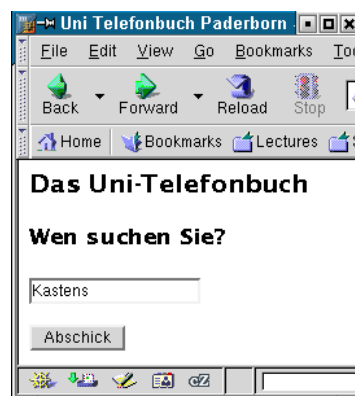 Uni Telefonbuch Paderborn
File Edit View Go Bookmarks
Back Forward Reload Stop
Home Bookmarks Lectures
Das Uni-Telefonbuch
Wen suchen Sie?
Kastens
Abschick